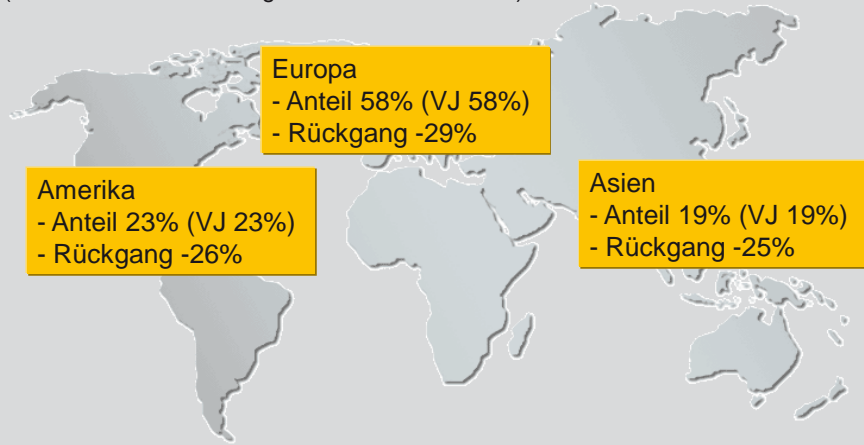 Europa
- Anteil 58% (VJ 58%)
- Rückgang -29%
Amerika
- Anteil 23% (VJ 23%)
- Rückgang -26%
Asien
- Anteil 19% (VJ 19%)
- Rückgang -25%